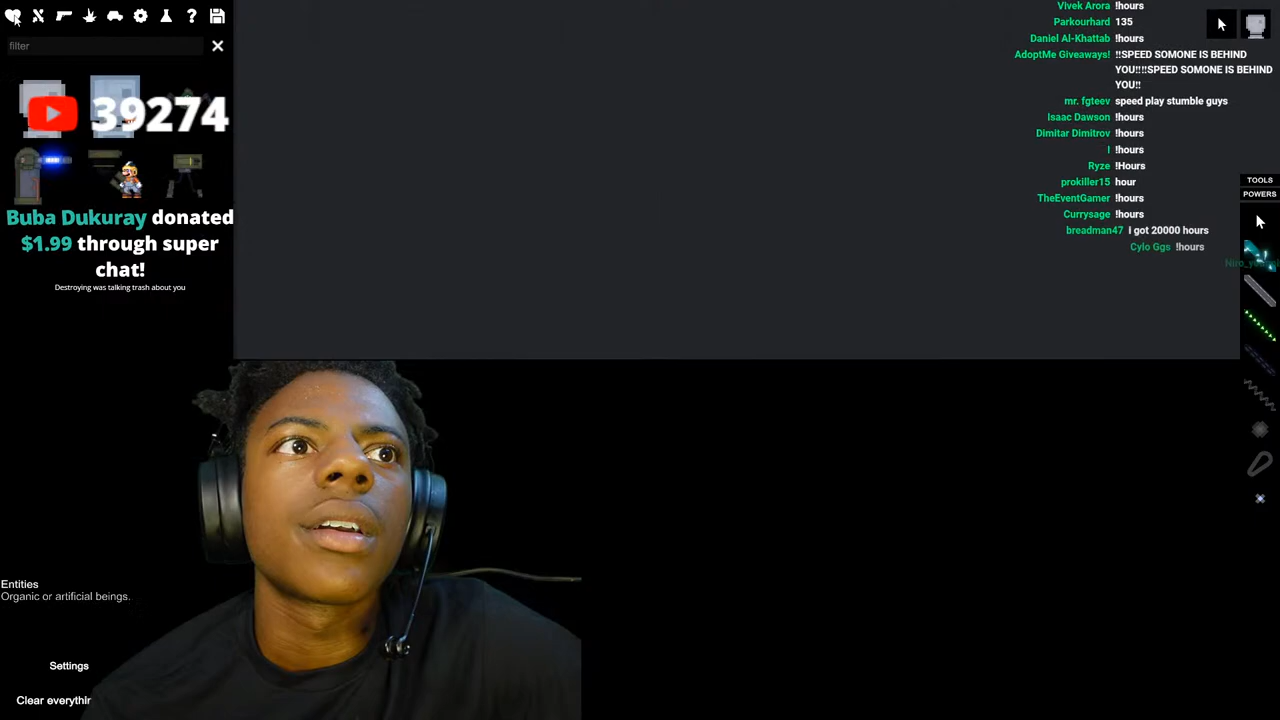 filter
39274
Buba Dukuray donated
$1.99 through super
chat!
Destroying was talking trash about you
Entities
Organic or artificial beings.
Settings
Clear everythin
Vivek Arora !hours
Parkourhard 135
Daniel Al-Khattab !hours
AdoptMe Giveaways! !!SPEED SOMONE IS BEHIND
YOU!!!!SPEED SOMONE IS BEHIND
YOU!!
mr. fgteev speed play stumble guys
Isaac Dawson !hours
Dimitar Dimitrov !hours
I !hours
Ryze !Hours
prokiller15 hour
TheEventGamer !hours
Currysage !hours
breadman47 I got 20000 hours
Cylo Ggs !hours
TOOLS
POWERS